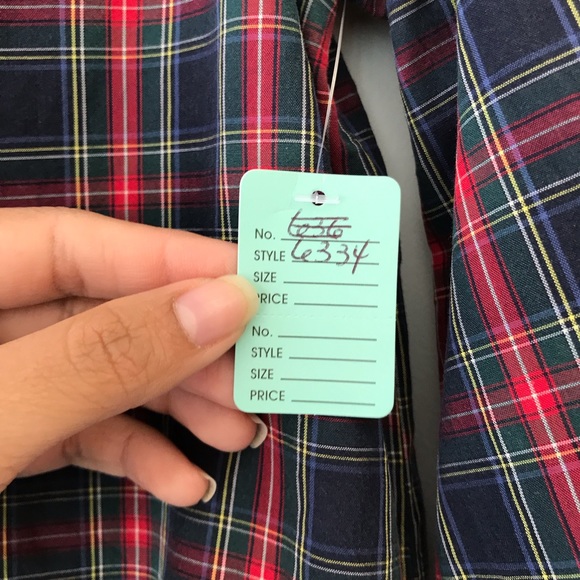 No. 636
STYLE 6334
SIZE
PRICE
No.
STYLE
SIZE
PRICE